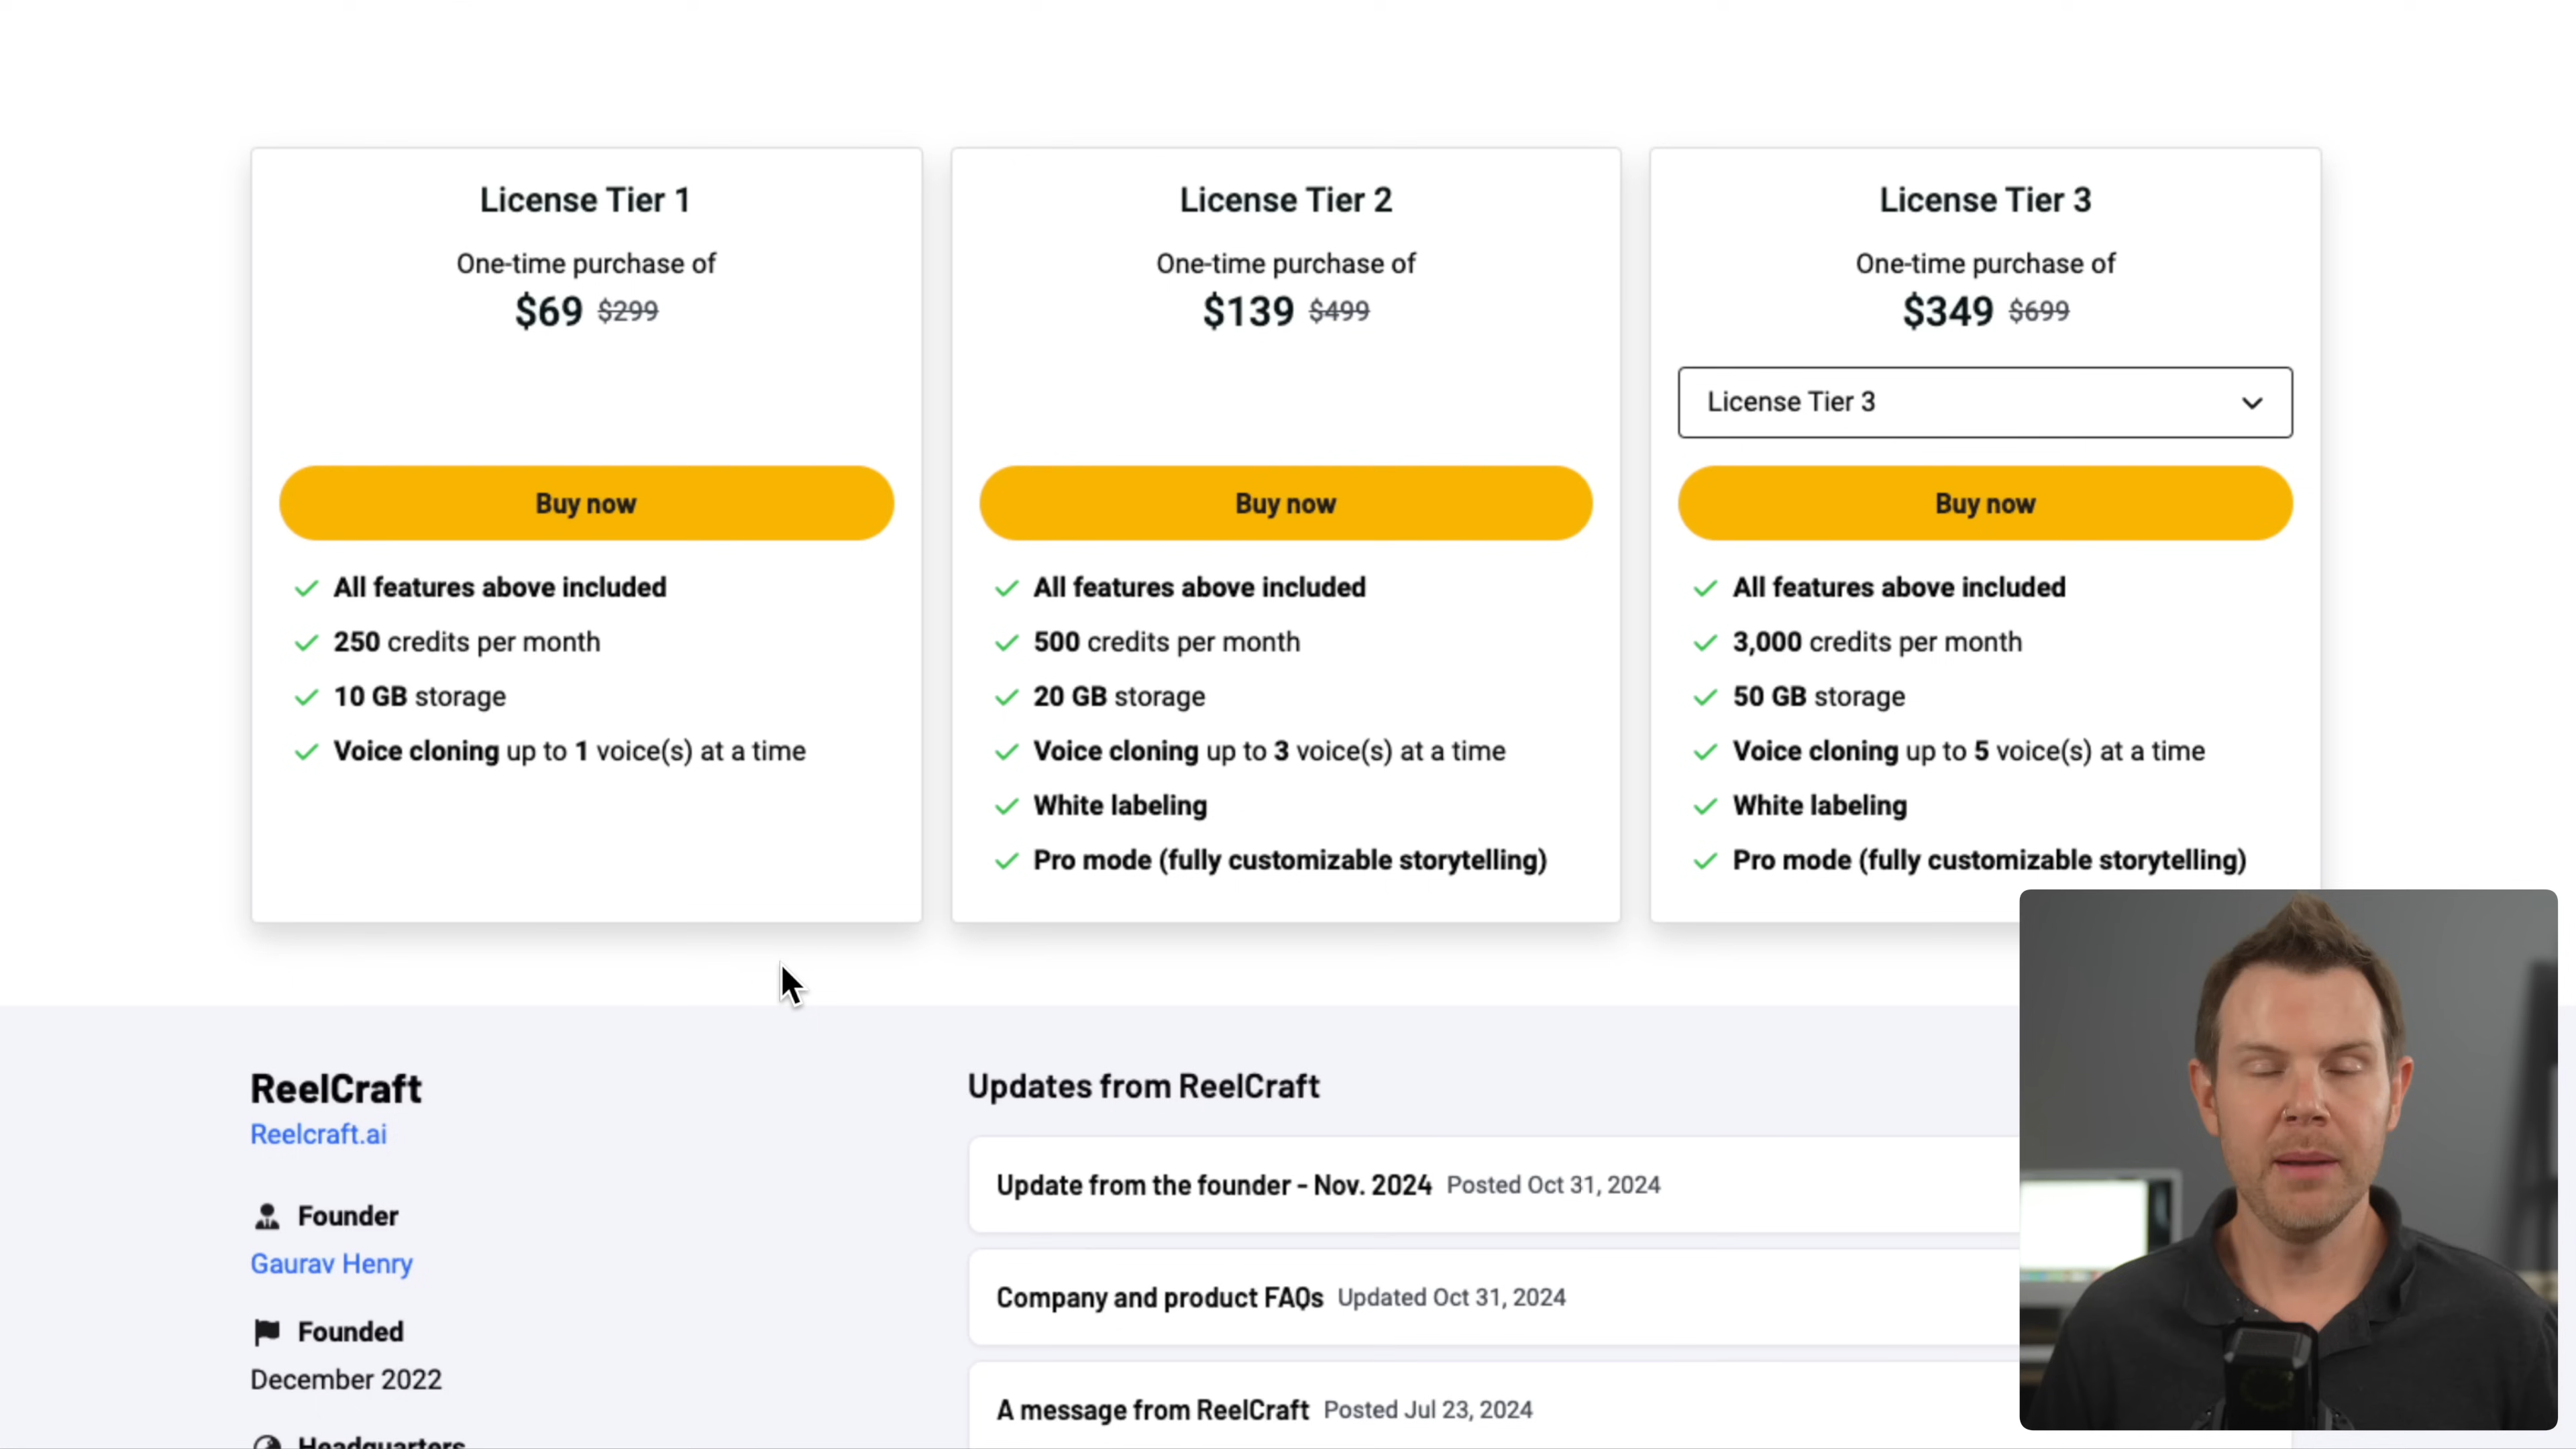 License Tier 1
One-time purchase of
$69 $299
Buy now
All features above included
250 credits per month
10 GB storage
Voice cloning up to 1 voice(s) at a time
License Tier 2
One-time purchase of
$139 $499
Buy now
All features above included
500 credits per month
20 GB storage
Voice cloning up to 3 voice(s) at a time
White labeling
Pro mode (fully customizable storytelling)
License Tier 3
One-time purchase of
$349 $699
License Tier 3
Buy now
All features above included
3,000 credits per month
50 GB storage
Voice cloning up to 5 voice(s) at a time
White labeling
Pro mode (fully customizable storytelling)
ReelCraft
Reelcraft.ai
Founder
Gaurav Henry
Founded
December 2022
Headquarters
Updates from ReelCraft
Update from the founder - Nov. 2024 Posted Oct 31, 2024
Company and product FAQs Updated Oct 31, 2024
A message from ReelCraft Posted Jul 23, 2024